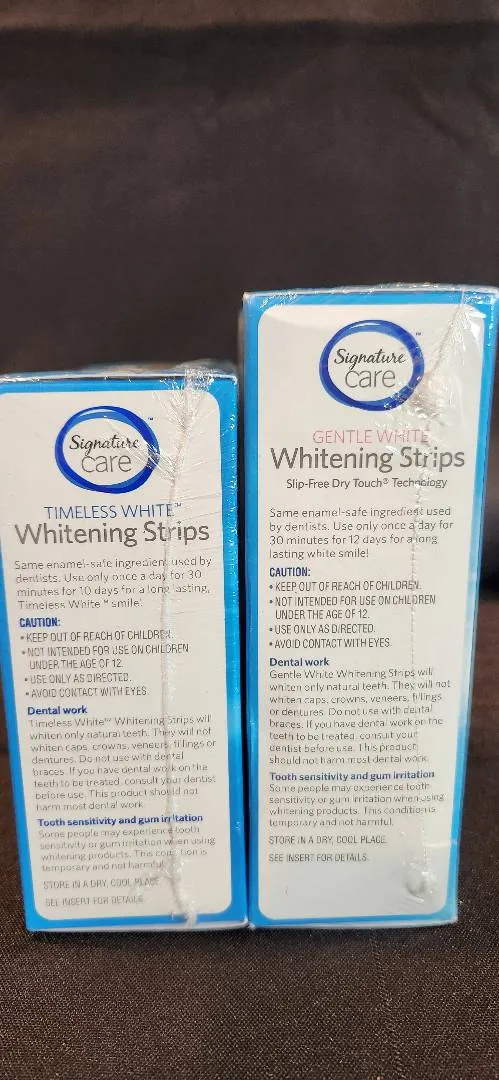 Signature
care™
TIMELESS WHITE™
Whitening Strips
Same enamel-safe ingredient used by
dentists. Use only once a day for 30
minutes for 10 days for a long lasting,
Timeless White™ smile!
CAUTION:
• KEEP OUT OF REACH OF CHILDREN.
• NOT INTENDED FOR USE ON CHILDREN
UNDER THE AGE OF 12.
• USE ONLY AS DIRECTED.
• AVOID CONTACT WITH EYES.
Dental work
Timeless White™ Whitening Strips will
whiten only natural teeth. They will not
whiten caps, crowns, veneers, fillings or
dentures. Do not use with dental
braces. If you have dental work on the
teeth to be treated, consult your dentist
before use. This product should not
harm most dental work.
Tooth sensitivity and gum irritation
Some people may experience tooth
sensitivity or gum irritation when using
whitening products. This condition is
temporary and not harmful.
STORE IN A DRY, COOL PLACE.
SEE INSERT FOR DETAILS.
Signature
care™
GENTLE WHITE
Whitening Strips
Slip-Free Dry Touch® Technology
Same enamel-safe ingredient used
by dentists. Use only once a day for
30 minutes for 12 days for a long
lasting white smile!
CAUTION:
• KEEP OUT OF REACH OF CHILDREN.
• NOT INTENDED FOR USE ON CHILDREN
UNDER THE AGE OF 12.
• USE ONLY AS DIRECTED.
• AVOID CONTACT WITH EYES.
Dental work
Gentle White Whitening Strips will
whiten only natural teeth. They will not
whiten caps, crowns, veneers, fillings
or dentures. Do not use with dental
braces. If you have dental work on the
teeth to be treated, consult your
dentist before use. This product
should not harm most dental work.
Tooth sensitivity and gum irritation
Some people may experience tooth
sensitivity or gum irritation when using
whitening products. This condition is
temporary and not harmful.
STORE IN A DRY, COOL PLACE.
SEE INSERT FOR DETAILS.